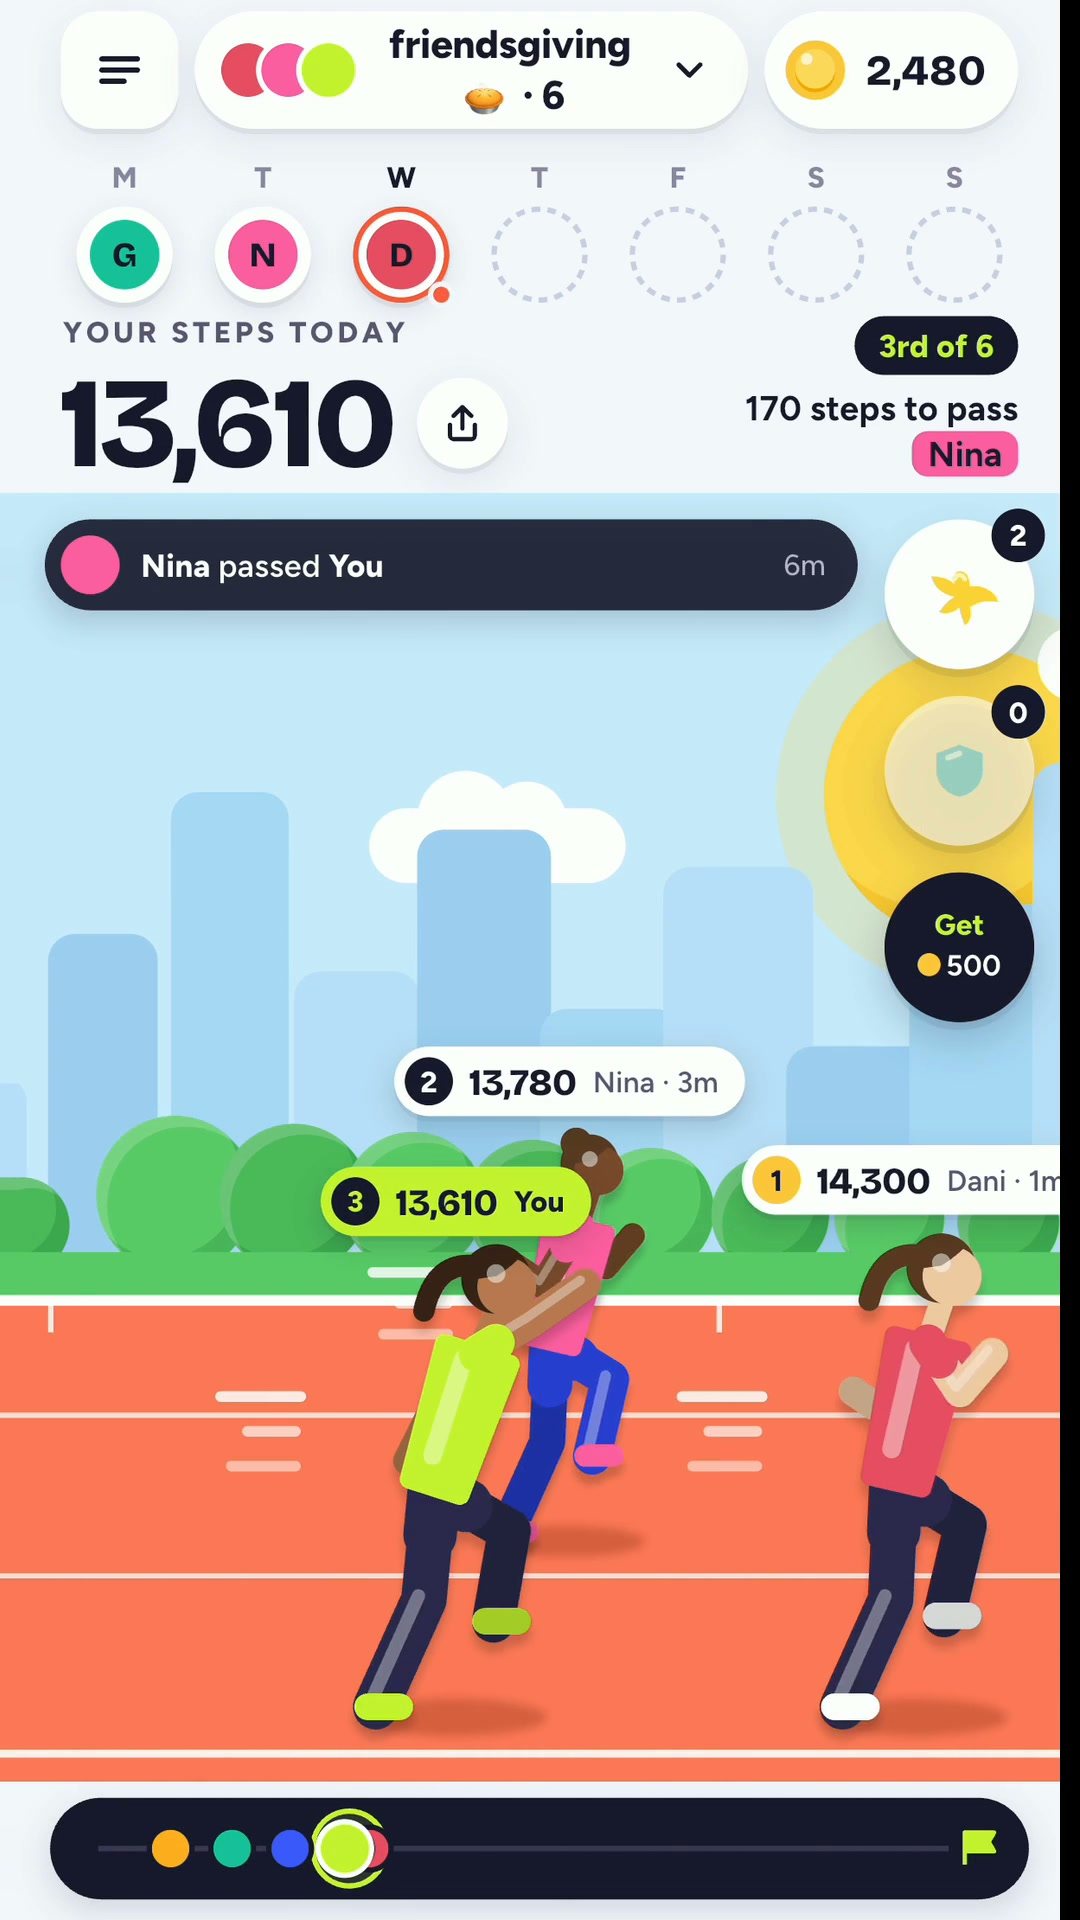 friendsgiving
🥧 · 6
2,480
M T W T F S S
G N D
YOUR STEPS TODAY
13,610
3rd of 6
170 steps to pass
Nina
Nina passed You 6m
2
0
Get
500
2 13,780 Nina · 3m
3 13,610 You
1 14,300 Dani · 1m